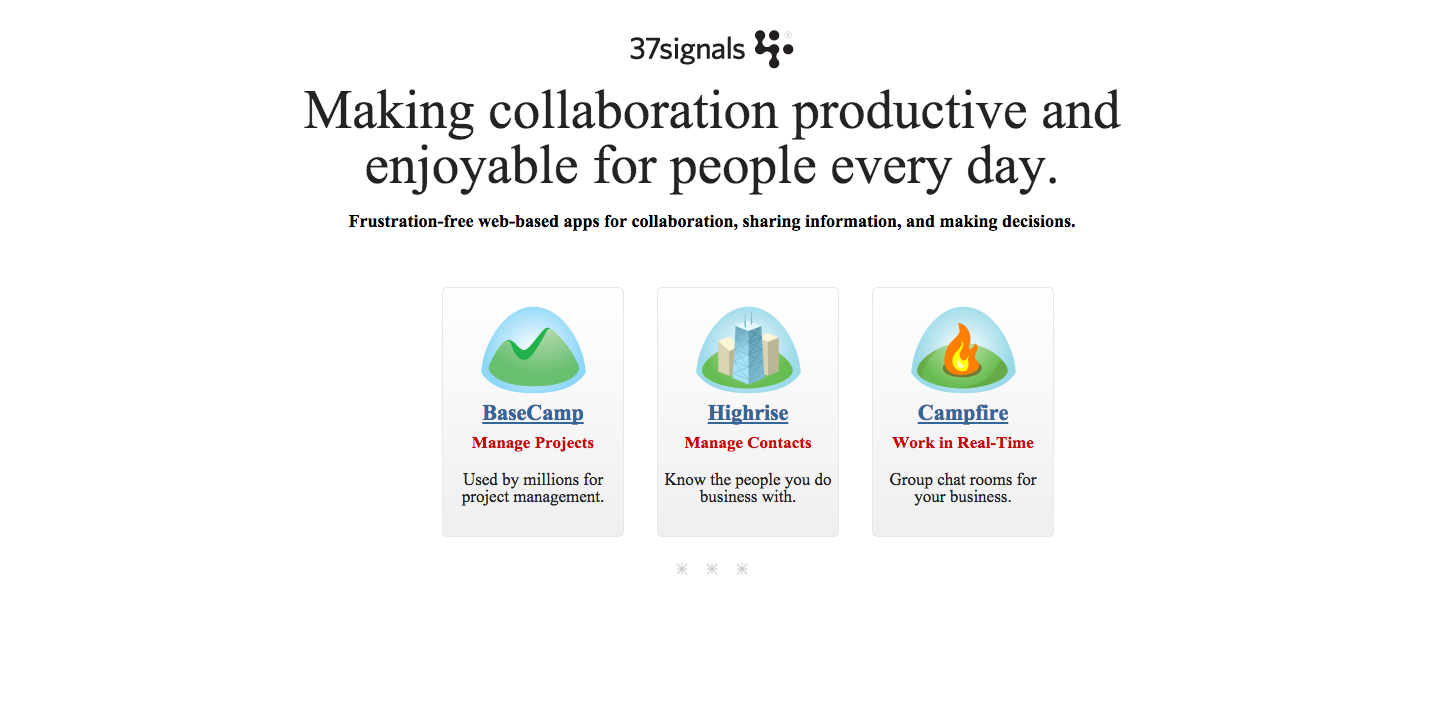 37signals ®
Making collaboration productive and
enjoyable for people every day.
Frustration-free web-based apps for collaboration, sharing information, and making decisions.
BaseCamp
Manage Projects
Used by millions for
project management.
Highrise
Manage Contacts
Know the people you do
business with.
Campfire
Work in Real-Time
Group chat rooms for
your business.